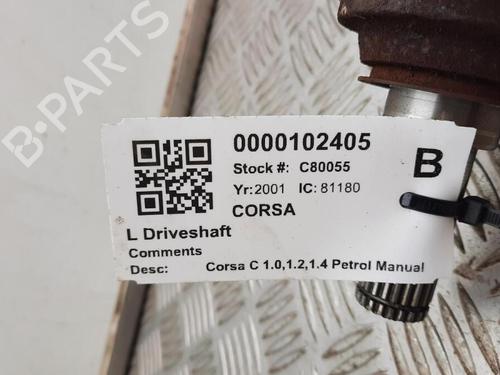 B-PARTS
0000102405
Stock #: C80055
B
Yr:2001 IC:81180
CORSA
L Driveshaft
Comments
Desc: Corsa C 1.0,1.2,1.4 Petrol Manual